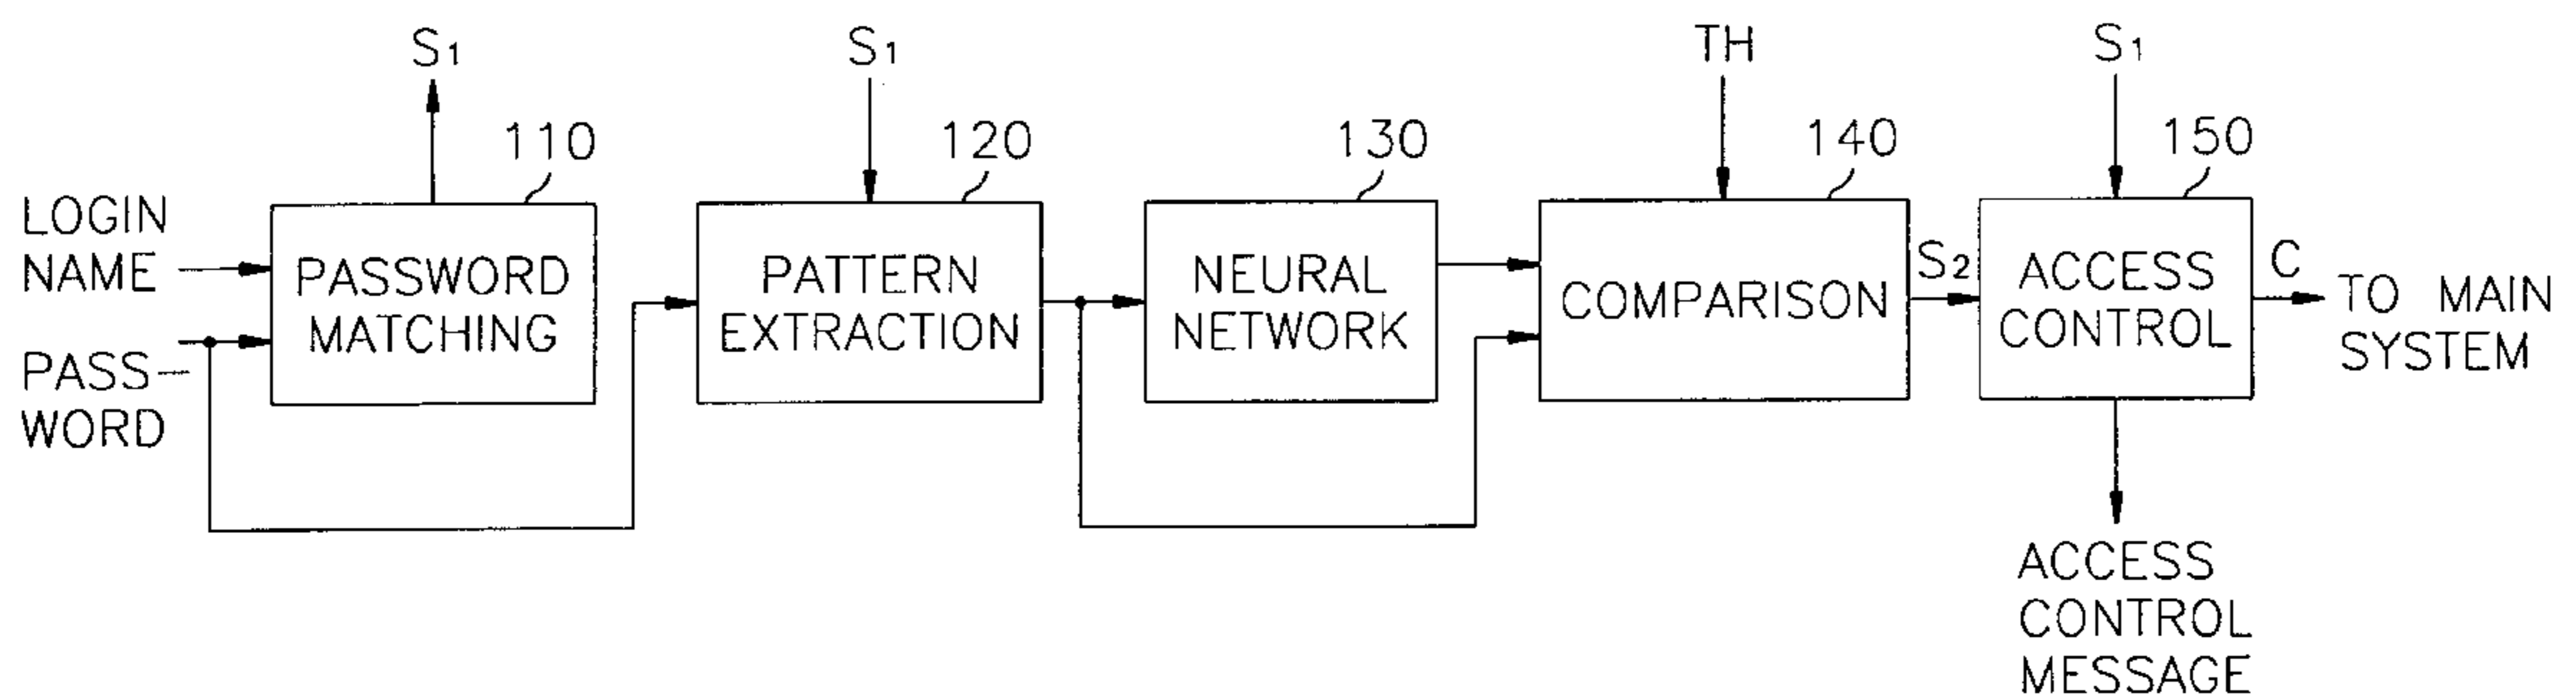 S1
S1
TH
S1
110
120
130
140
150
LOGIN
NAME
PASS-
WORD
PASSWORD
MATCHING
PATTERN
EXTRACTION
NEURAL
NETWORK
COMPARISON
S2
ACCESS
CONTROL
C
TO MAIN
SYSTEM
ACCESS
CONTROL
MESSAGE